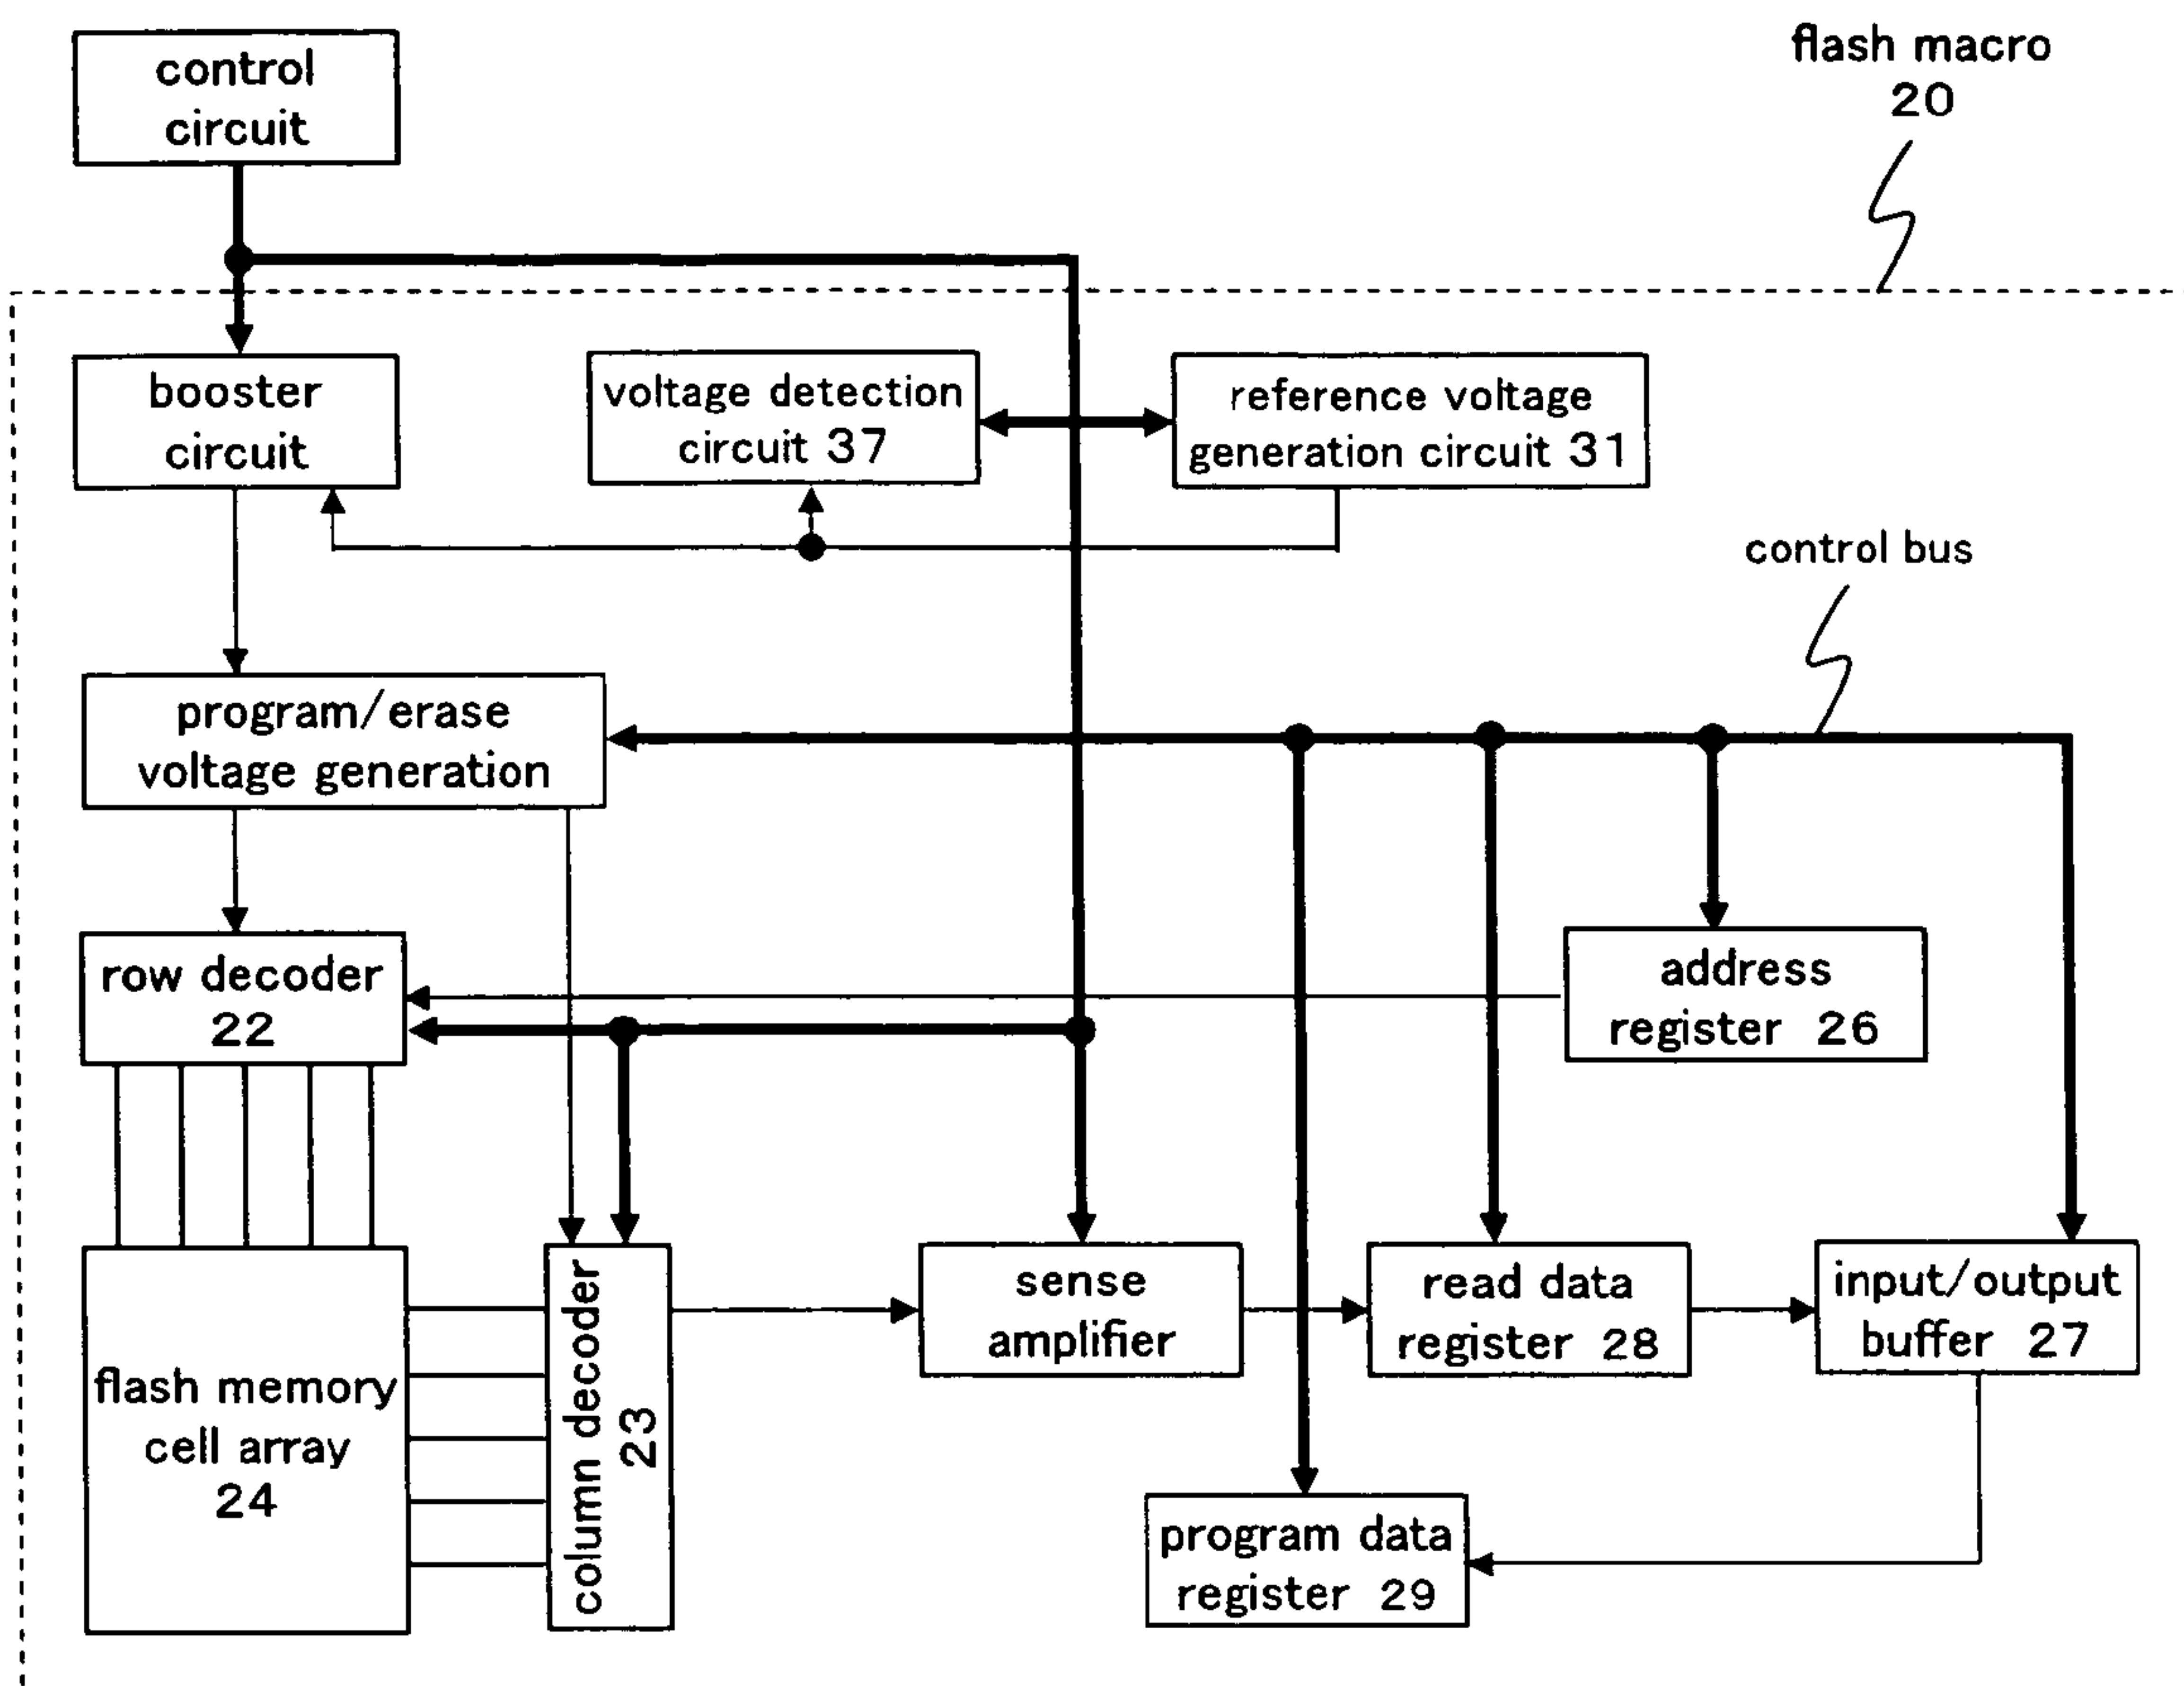 control
circuit
flash macro
20
booster
circuit
voltage detection
circuit 37
reference voltage
generation circuit 31
control bus
program/erase
voltage generation
row decoder
22
address
register 26
flash memory
cell array
24
column decoder
23
sense
amplifier
read data
register 28
input/output
buffer 27
program data
register 29